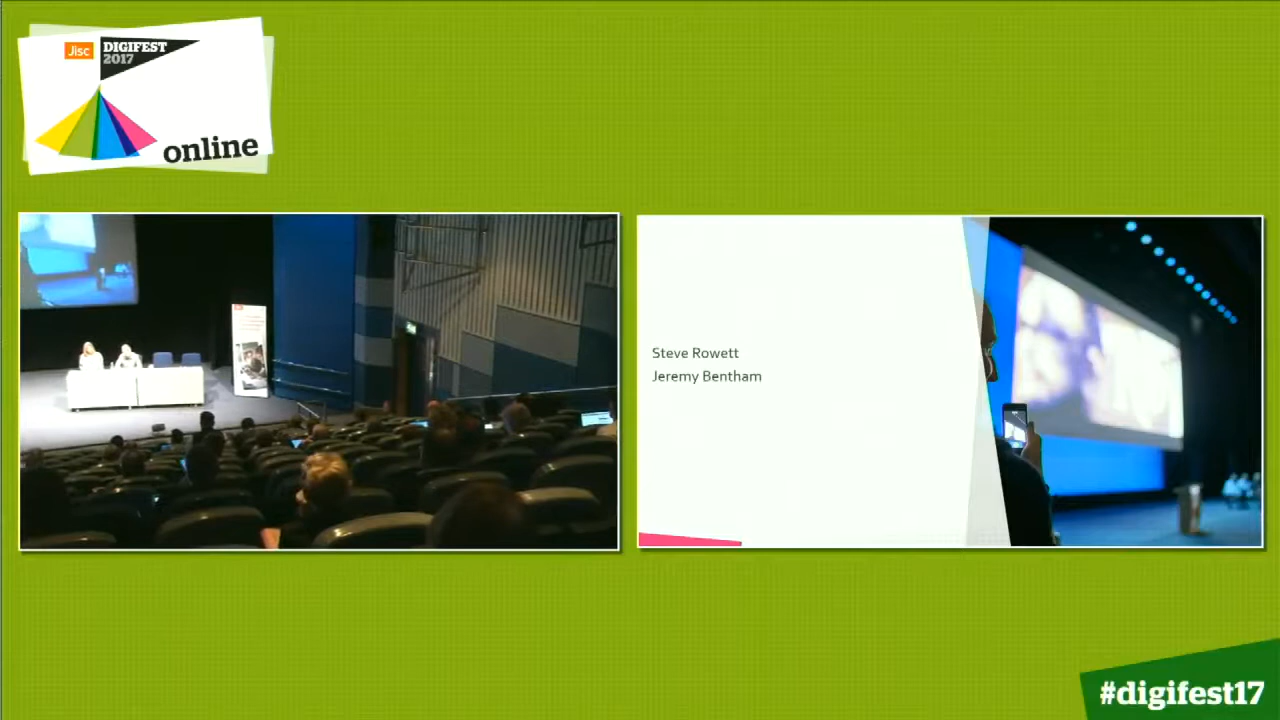 Jisc
DIGIFEST
2017
online
Steve Rowett
Jeremy Bentham
#digifest17